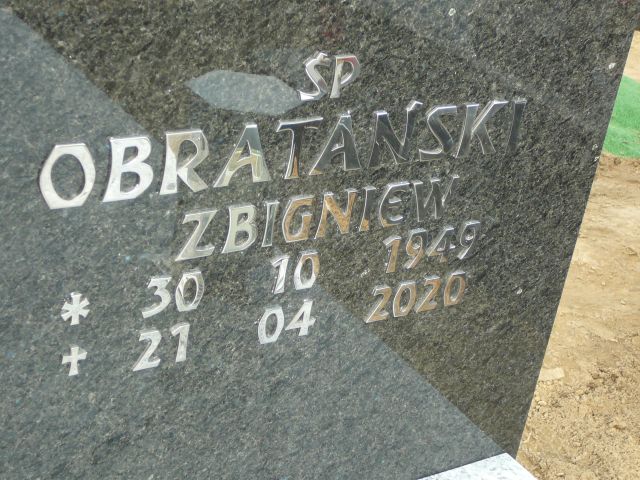 ŚP
OBRATAŃSKI
ZBIGNIEW
* 30 10 1949
† 21 04 2020